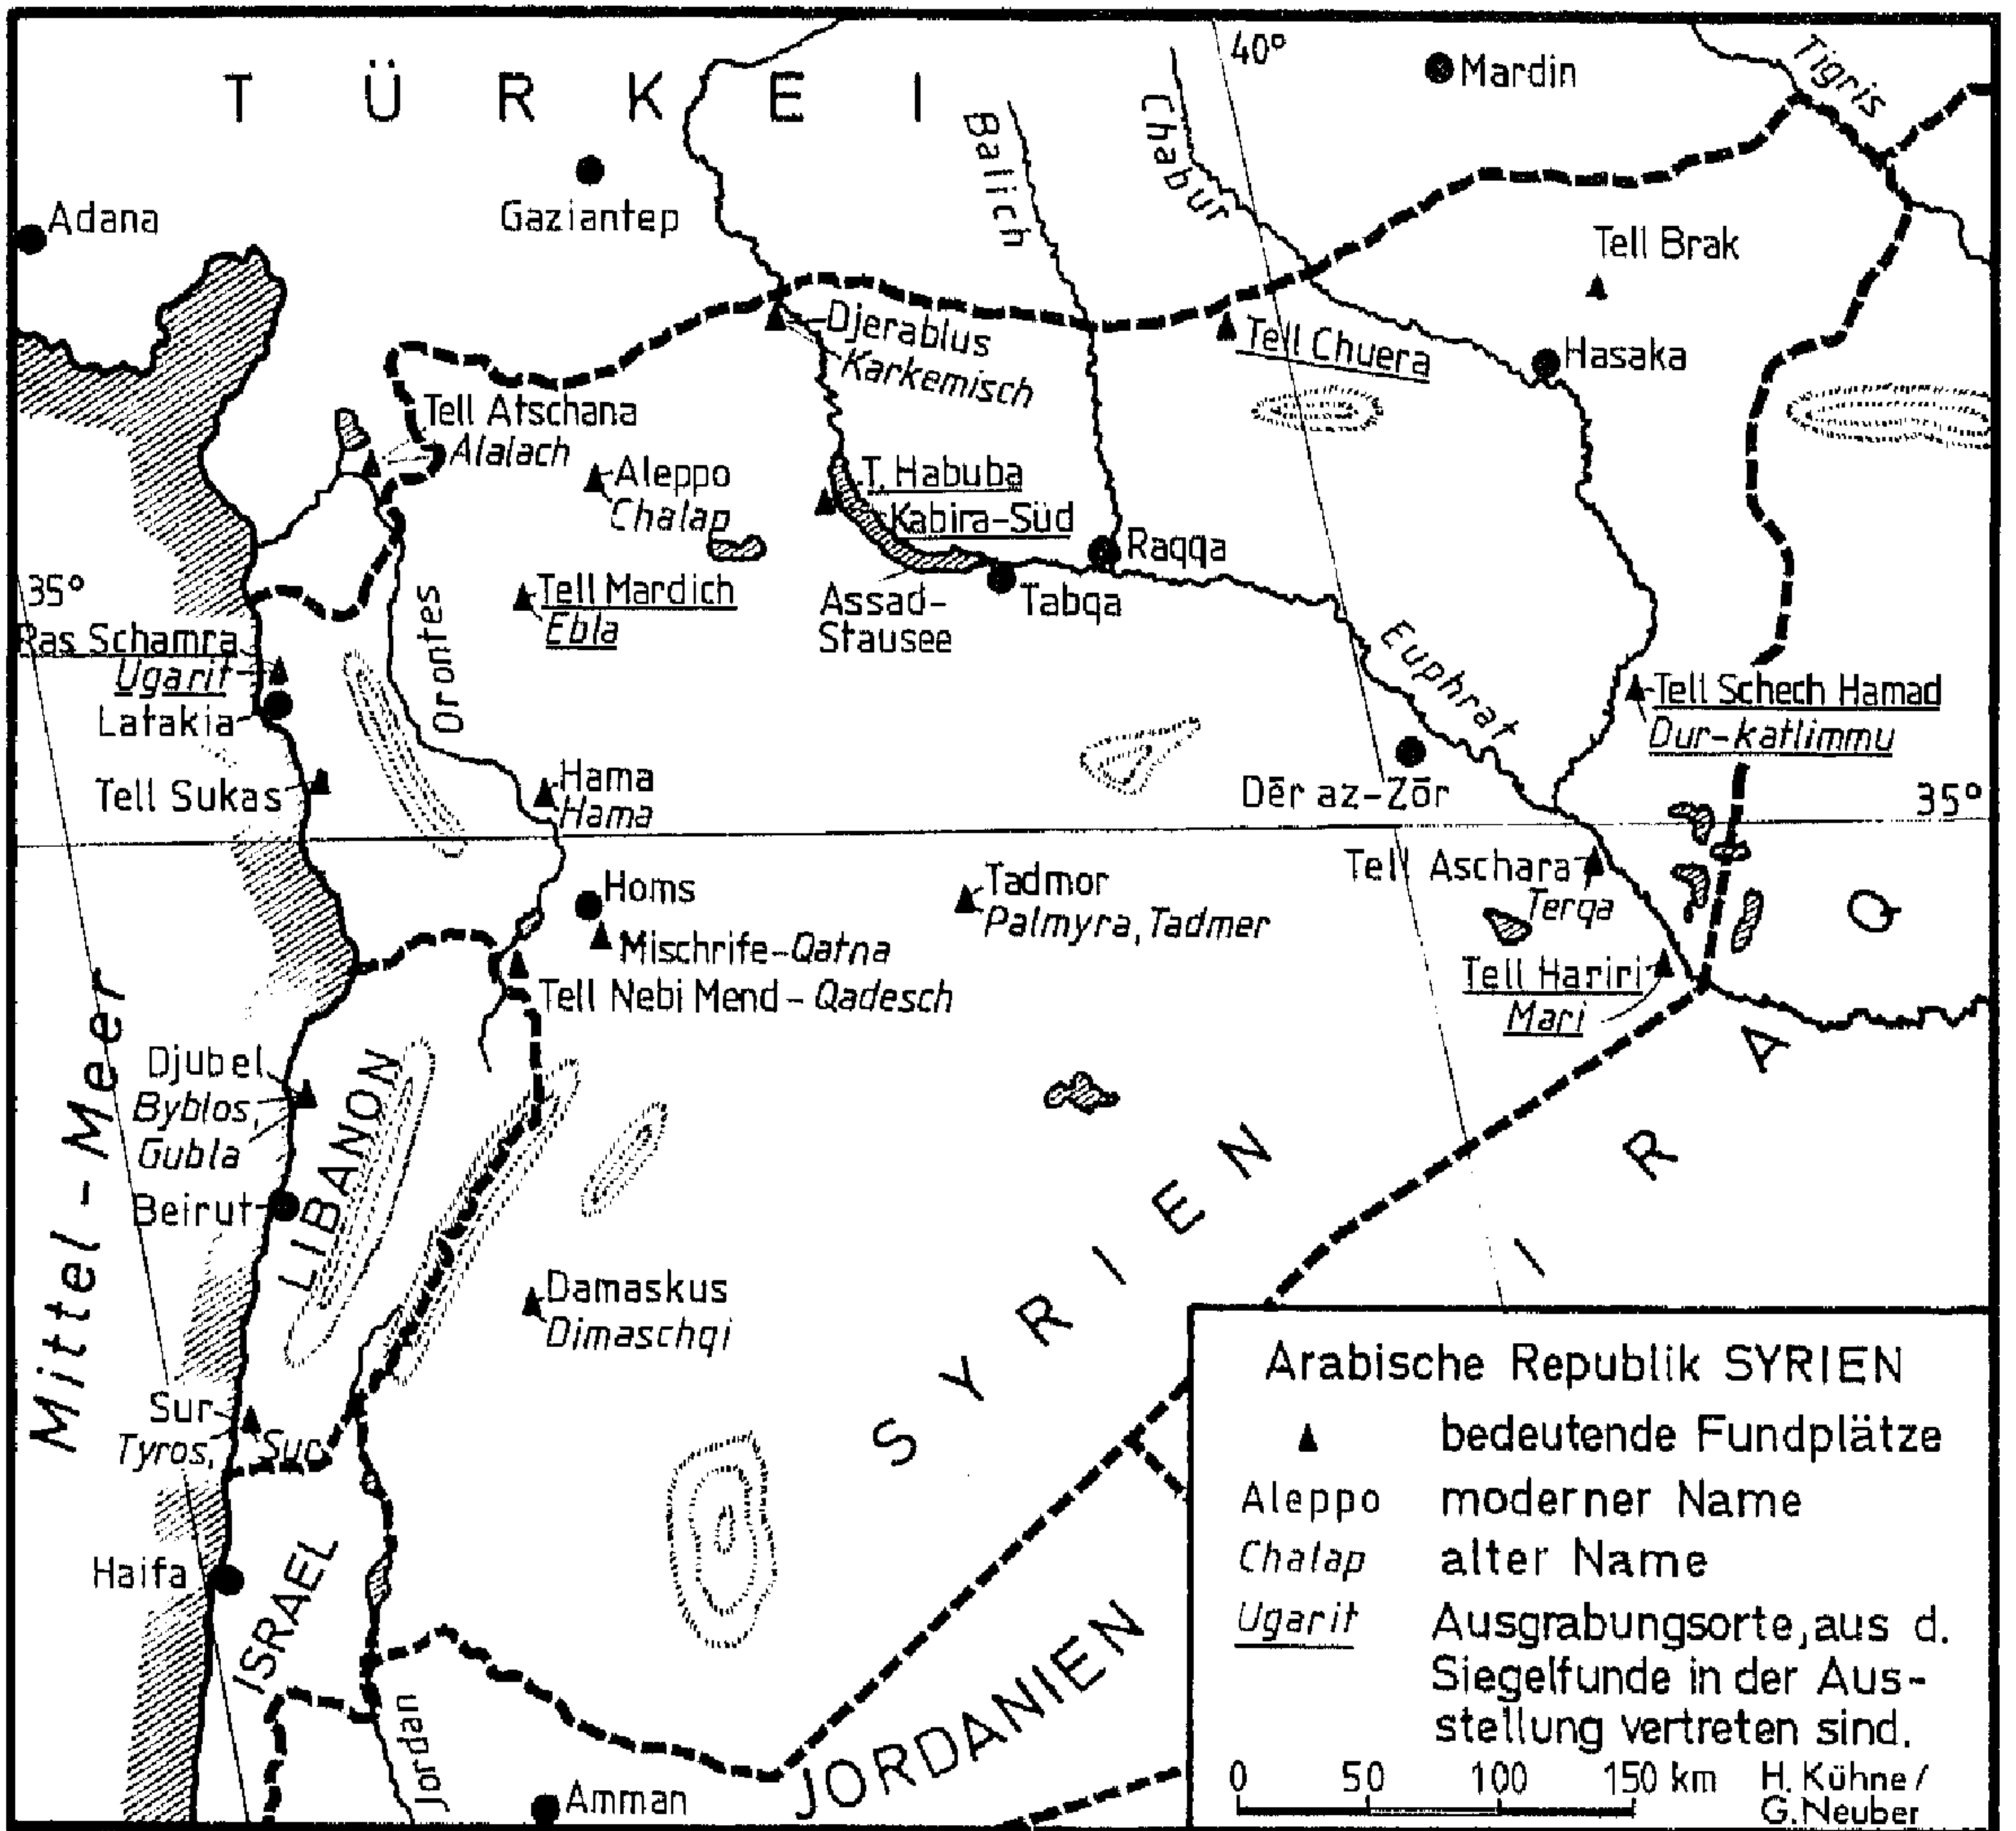 TÜRKEI
40°
Mardin
Tigris
Balich
Chabur
Adana
Gaziantep
Tell Brak
Djerablus
Karkemisch
Tell Chuera
Hasaka
Tell Atschana
Alalach
Aleppo
Chalap
T. Habuba
Kabira-Süd
Raqqa
35°
Tell Mardich
Ebla
Assad-
Stausee
Tabqa
Orontes
Euphrat
Ras Schamra
Ugarit
Latakia
Tell Schech Hamad
Dur-katlimmu
Tell Sukas
Hama
Hama
Dēr az-Zōr
35°
Homs
Tadmor
Palmyra, Tadmer
Tell Aschara
Terqa
Mischrife-Qatna
Tell Nebi Mend - Qadesch
Tell Hariri
Mari
IRAQ
Mittel-Meer
Djubel
Byblos,
Gubla
LIBANON
Beirut
SYRIEN
Damaskus
Dimaschqi
Sur
Tyros,
Haifa
ISRAEL
Jordan
JORDANIEN
Amman
Arabische Republik SYRIEN
bedeutende Fundplätze
Aleppo moderner Name
Chalap alter Name
Ugarit Ausgrabungsorte, aus d.
Siegelfunde in der Aus-
stellung vertreten sind.
0 50 100 150 km
H. Kühne/
G. Neuber